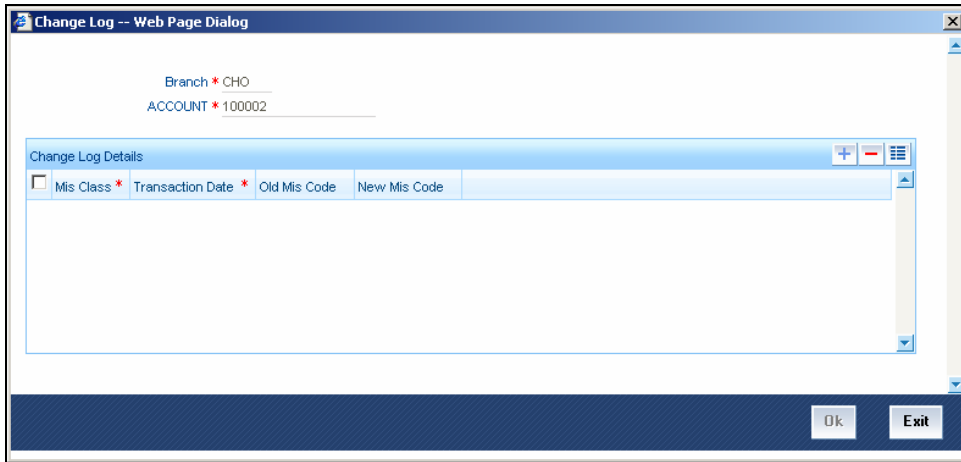 Change Log -- Web Page Dialog
Branch * CHO
ACCOUNT * 100002
Change Log Details
Mis Class * Transaction Date * Old Mis Code New Mis Code
Ok Exit